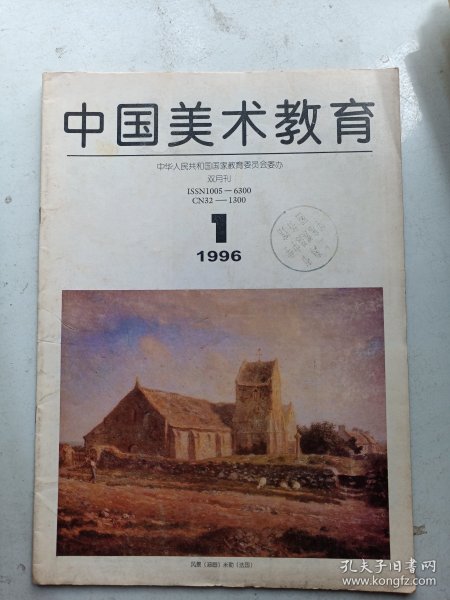 中国美术教育
中华人民共和国国家教育委员会委办
双月刊
ISSN1005－6300
CN32—1300
1
1996
风景（油画）米勒（法国）
孔夫子旧书网
kongfz.com